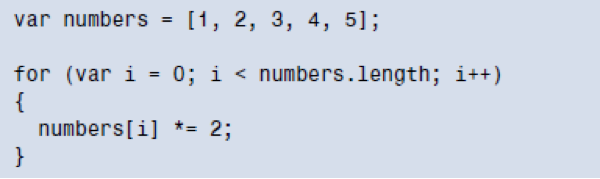 var numbers = [1, 2, 3, 4, 5];
for (var i = 0; i < numbers.length; i++)
{
  numbers[i] *= 2;
}